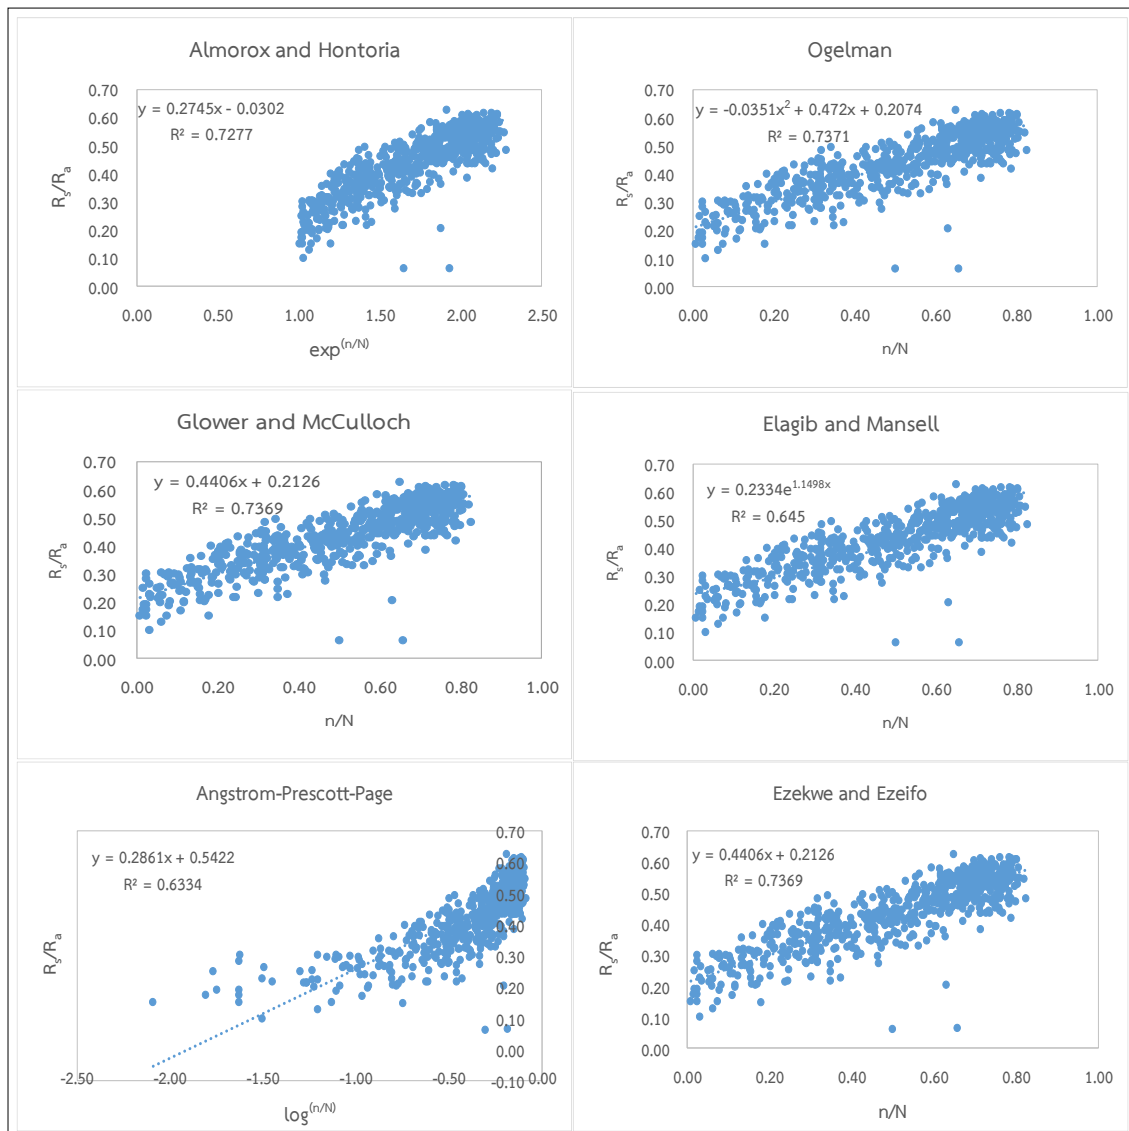 Almorox and Hontoria
y = 0.2745x - 0.0302
R² = 0.7277
0.70
0.60
0.50
0.40
0.30
0.20
0.10
0.00
Rs/Ra
0.00 0.50 1.00 1.50 2.00 2.50
exp(n/N)
Ogelman
y = -0.0351x² + 0.472x + 0.2074
R² = 0.7371
0.70
0.60
0.50
0.40
0.30
0.20
0.10
0.00
Rs/Ra
0.00 0.20 0.40 0.60 0.80 1.00
n/N
Glower and McCulloch
y = 0.4406x + 0.2126
R² = 0.7369
0.70
0.60
0.50
0.40
0.30
0.20
0.10
0.00
Rs/Ra
0.00 0.20 0.40 0.60 0.80 1.00
n/N
Elagib and Mansell
y = 0.2334e1.1498x
R² = 0.645
0.70
0.60
0.50
0.40
0.30
0.20
0.10
0.00
Rs/Ra
0.00 0.20 0.40 0.60 0.80 1.00
n/N
Angstrom-Prescott-Page
y = 0.2861x + 0.5422
R² = 0.6334
0.70
0.60
0.50
0.40
0.30
0.20
0.10
0.00
-0.10
Rs/Ra
-2.50 -2.00 -1.50 -1.00 -0.50 0.00
log(n/N)
Ezekwe and Ezeifo
y = 0.4406x + 0.2126
R² = 0.7369
0.70
0.60
0.50
0.40
0.30
0.20
0.10
0.00
Rs/Ra
0.00 0.20 0.40 0.60 0.80 1.00
n/N